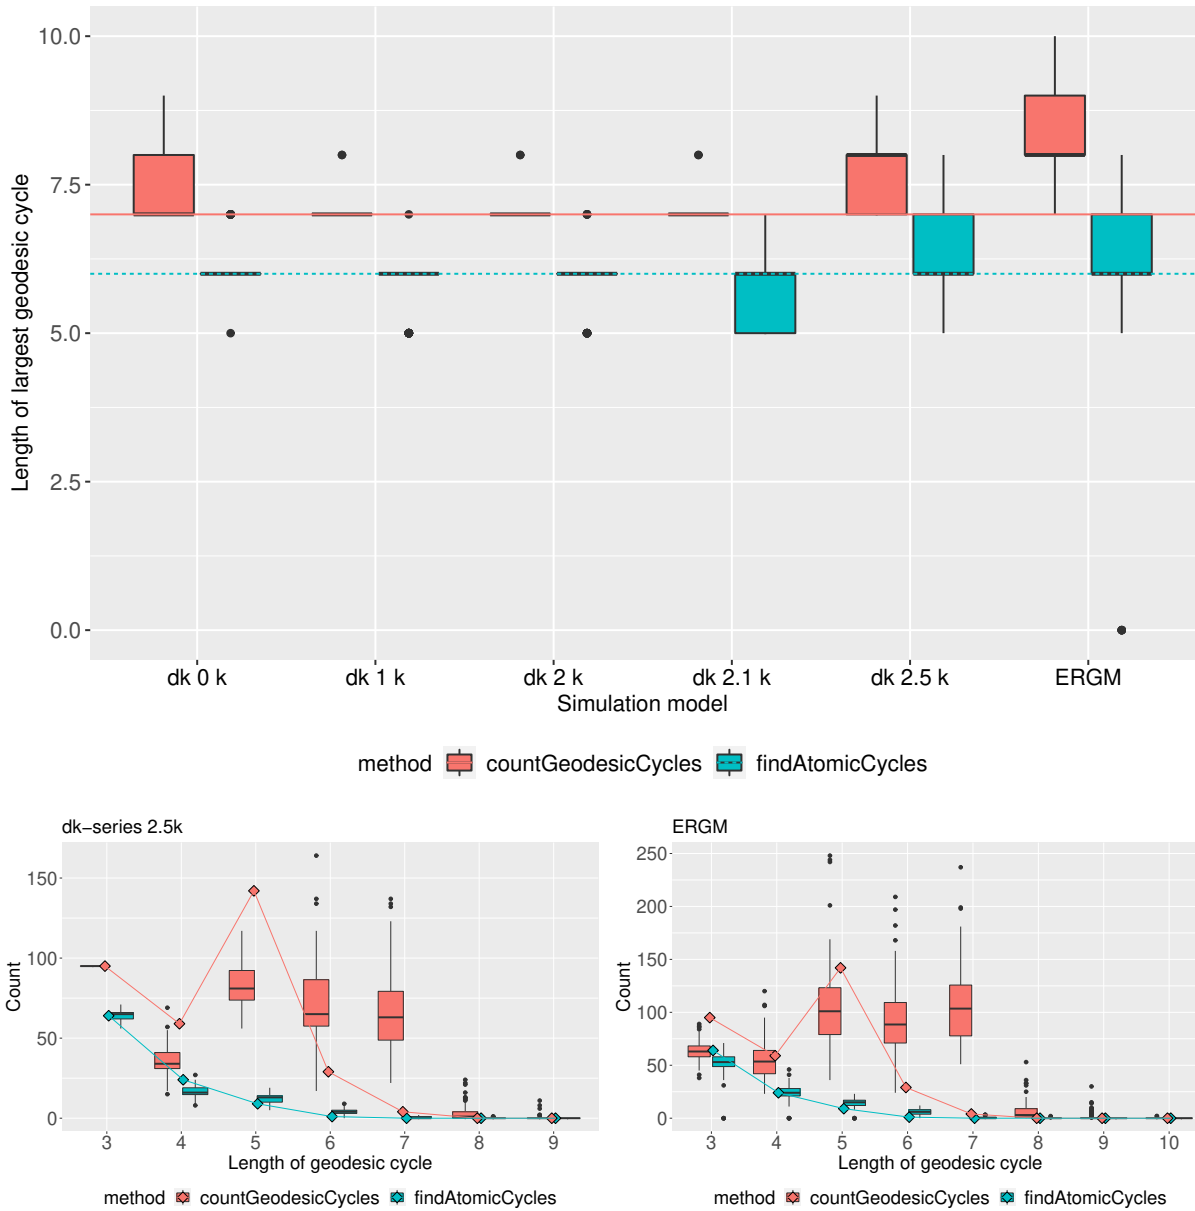 Length of largest geodesic cycle
10.0
7.5
5.0
2.5
0.0
dk 0 k dk 1 k dk 2 k dk 2.1 k dk 2.5 k ERGM
Simulation model
method countGeodesicCycles findAtomicCycles
dk−series 2.5k
Count
150
100
50
0
3 4 5 6 7 8 9
Length of geodesic cycle
method countGeodesicCycles findAtomicCycles
ERGM
Count
250
200
150
100
50
0
3 4 5 6 7 8 9 10
Length of geodesic cycle
method countGeodesicCycles findAtomicCycles